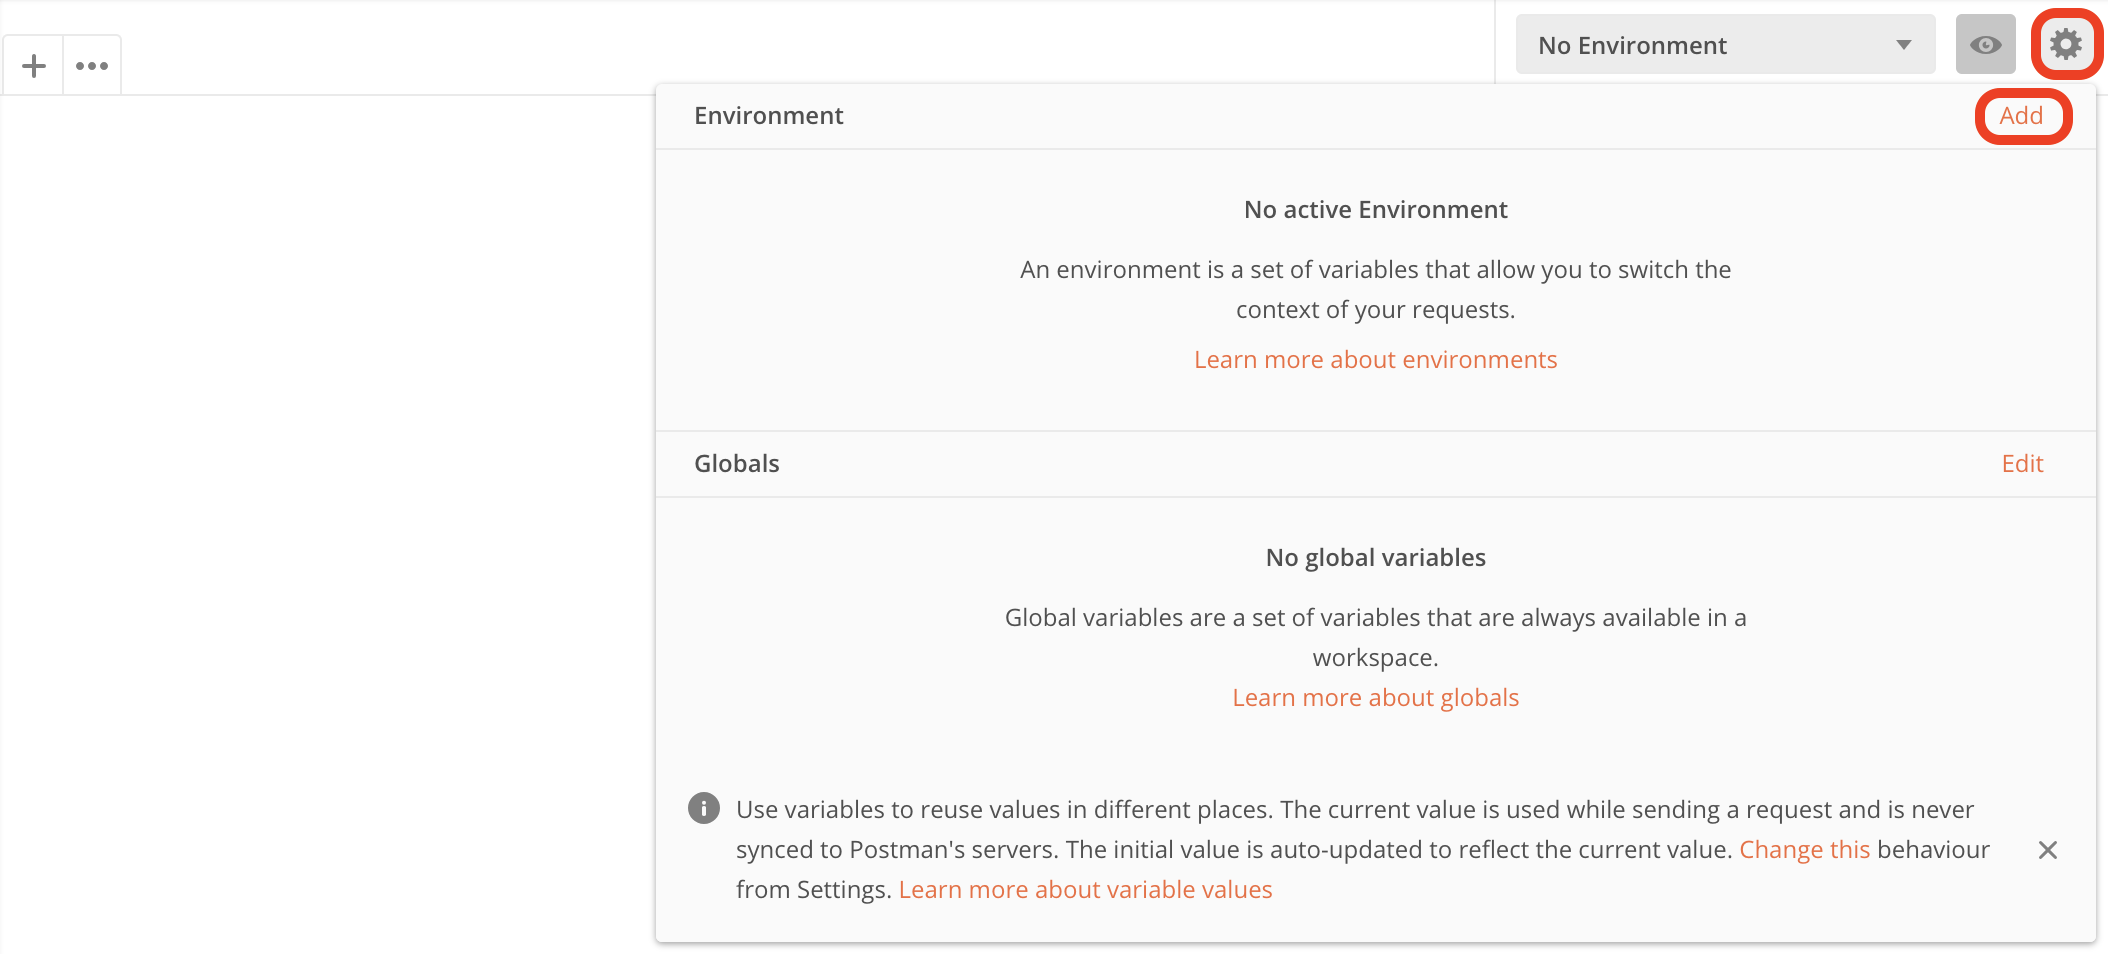 No Environment
Environment
Add
No active Environment
An environment is a set of variables that allow you to switch the
context of your requests.
Learn more about environments
Globals
Edit
No global variables
Global variables are a set of variables that are always available in a
workspace.
Learn more about globals
Use variables to reuse values in different places. The current value is used while sending a request and is never
synced to Postman's servers. The initial value is auto-updated to reflect the current value. Change this behaviour
from Settings. Learn more about variable values